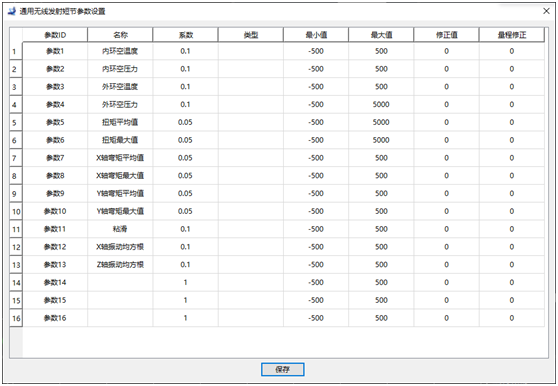 通用无线发射短节参数设置
参数ID 名称 系数 类型 最小值 最大值 修正值 量程修正
1 参数1 内环空温度 0.1 -500 500 0 0
2 参数2 内环空压力 0.1 -500 500 0 0
3 参数3 外环空温度 0.1 -500 500 0 0
4 参数4 外环空压力 0.1 -500 5000 0 0
5 参数5 扭矩平均值 0.05 -500 5000 0 0
6 参数6 扭矩最大值 0.05 -500 5000 0 0
7 参数7 X轴弯矩平均值 0.05 -500 500 0 0
8 参数8 X轴弯矩最大值 0.05 -500 500 0 0
9 参数9 Y轴弯矩平均值 0.05 -500 500 0 0
10 参数10 Y轴弯矩最大值 0.05 -500 500 0 0
11 参数11 粘滑 0.1 -500 500 0 0
12 参数12 X轴振动均方根 0.1 -500 500 0 0
13 参数13 Z轴振动均方根 0.1 -500 500 0 0
14 参数14 1 -500 500 0 0
15 参数15 1 -500 500 0 0
16 参数16 1 -500 500 0 0
保存